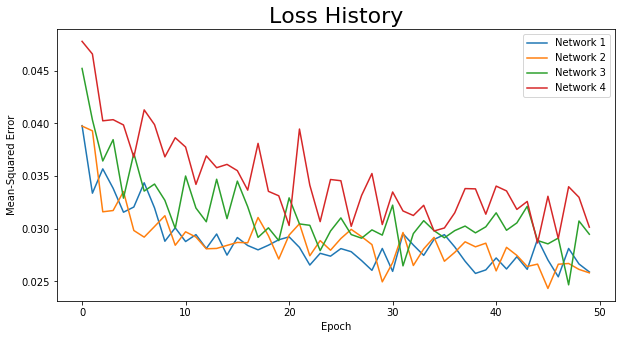 Loss History
Network 1
Network 2
Network 3
Network 4
Mean-Squared Error
0.045
0.040
0.035
0.030
0.025
0 10 20 30 40 50
Epoch